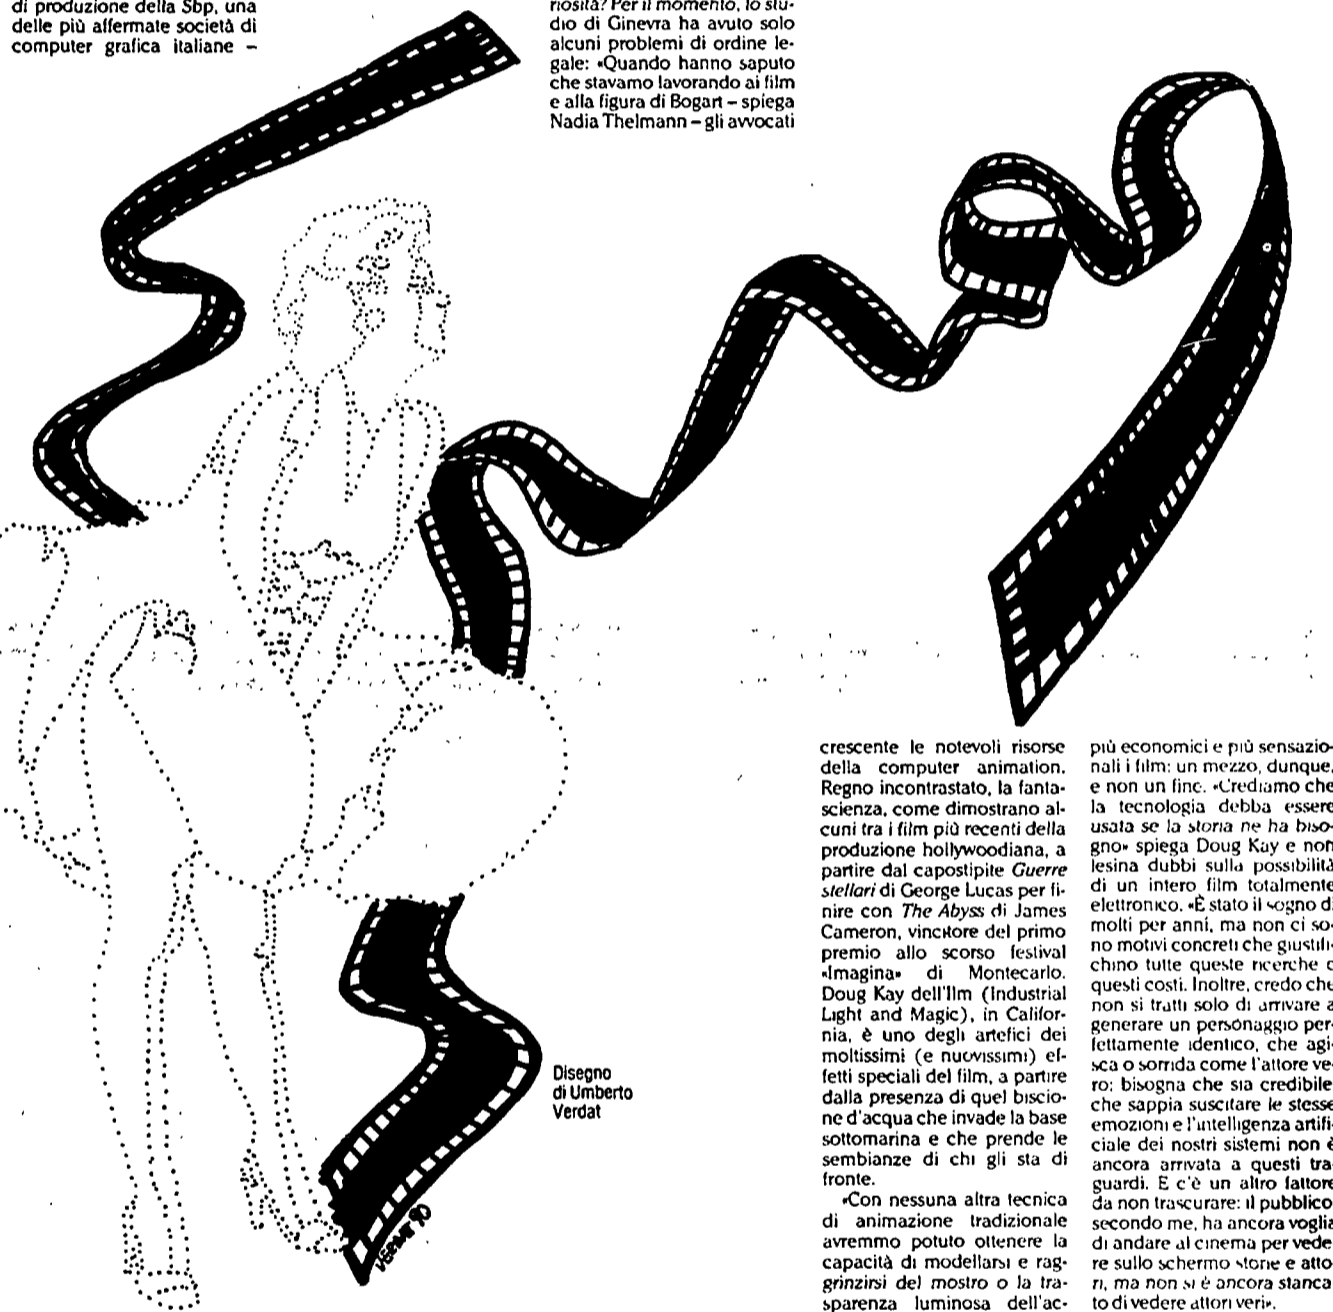 di produzione della Sbp, una
delle più affermate società di
computer grafica italiane –
riosità? Per il momento, lo stu-
dio di Ginevra ha avuto solo
alcuni problemi di ordine le-
gale: «Quando hanno saputo
che stavamo lavorando ai film
e alla figura di Bogart – spiega
Nadia Thelmann – gli avvocati
Disegno
di Umberto
Verdat
VERDAT 90
crescente le notevoli risorse
della computer animation.
Regno incontrastato, la fanta-
scienza, come dimostrano al-
cuni tra i film più recenti della
produzione hollywoodiana, a
partire dal capostipite Guerre
stellari di George Lucas per fi-
nire con The Abyss di James
Cameron, vincitore del primo
premio allo scorso festival
«Imagina» di Montecarlo.
Doug Kay dell'Ilm (Industrial
Light and Magic), in Califor-
nia, è uno degli artefici dei
moltissimi (e nuovissimi) ef-
fetti speciali del film, a partire
dalla presenza di quel biscio-
ne d'acqua che invade la base
sottomarina e che prende le
sembianze di chi gli sta di
fronte.
«Con nessuna altra tecnica
di animazione tradizionale
avremmo potuto ottenere la
capacità di modellarsi e rag-
grinzirsi del mostro o la tra-
sparenza luminosa dell'ac-
più economici e più sensazio-
nali i film: un mezzo, dunque,
e non un fine. «Crediamo che
la tecnologia debba essere
usata se la storia ne ha biso-
gno» spiega Doug Kay e non
lesina dubbi sulla possibilità
di un intero film totalmente
elettronico. «È stato il sogno di
molti per anni, ma non ci so-
no motivi concreti che giustifi-
chino tutte queste ricerche e
questi costi. Inoltre, credo che
non si tratti solo di arrivare a
generare un personaggio per-
fettamente identico, che agi-
sca o sorrida come l'attore ve-
ro: bisogna che sia credibile
che sappia suscitare le stesse
emozioni e l'intelligenza artifi-
ciale dei nostri sistemi non è
ancora arrivata a questi tra-
guardi. E c'è un altro fattore
da non trascurare: il pubblico
secondo me, ha ancora voglia
di andare al cinema per vede-
re sullo schermo storie e atto-
ri, ma non si è ancora stanca-
to di vedere attori veri».